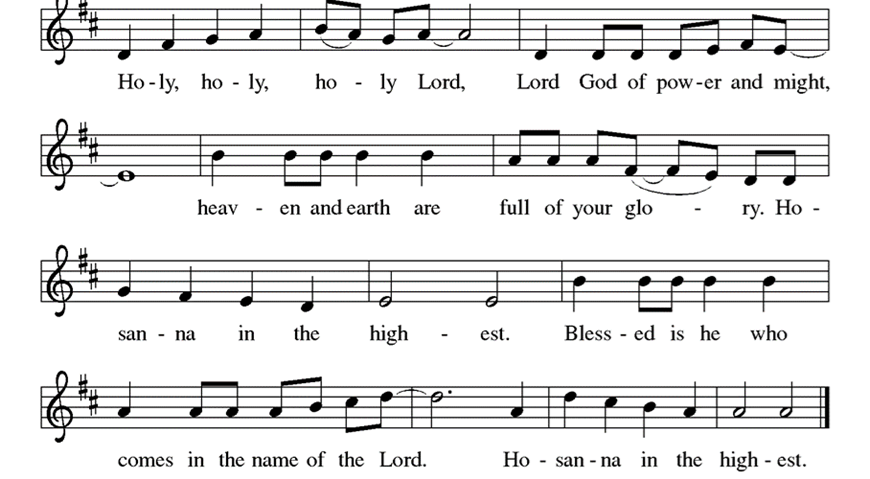 Ho - ly, ho - ly, ho - ly Lord, Lord God of pow - er and might,
heav - en and earth are full of your glo - ry. Ho -
san - na in the high - est. Bless - ed is he who
comes in the name of the Lord. Ho - san - na in the high - est.